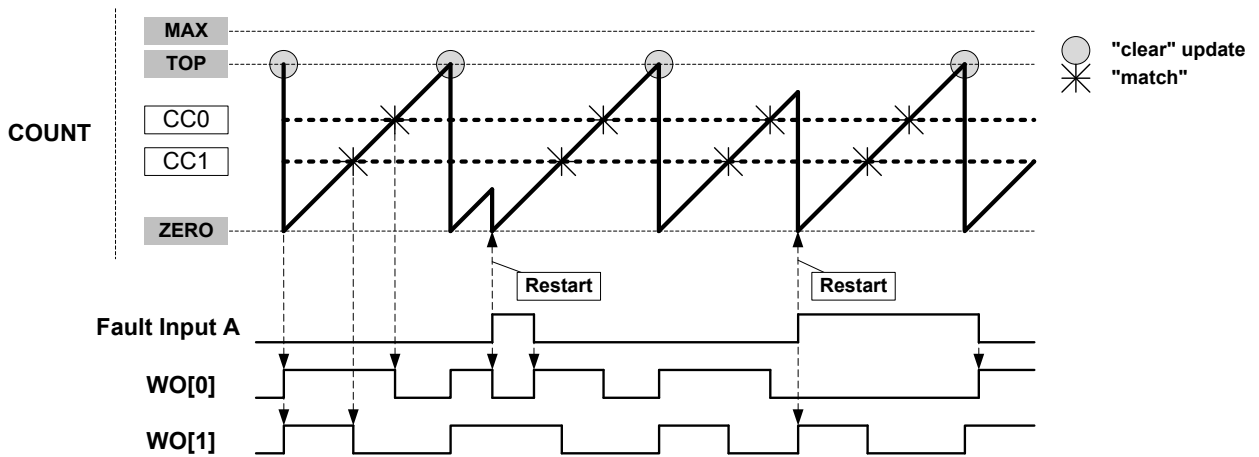 MAX
"clear" update
TOP
"match"
CC0
COUNT
CC1
ZERO
Restart
Restart
Fault Input A
WO[0]
WO[1]